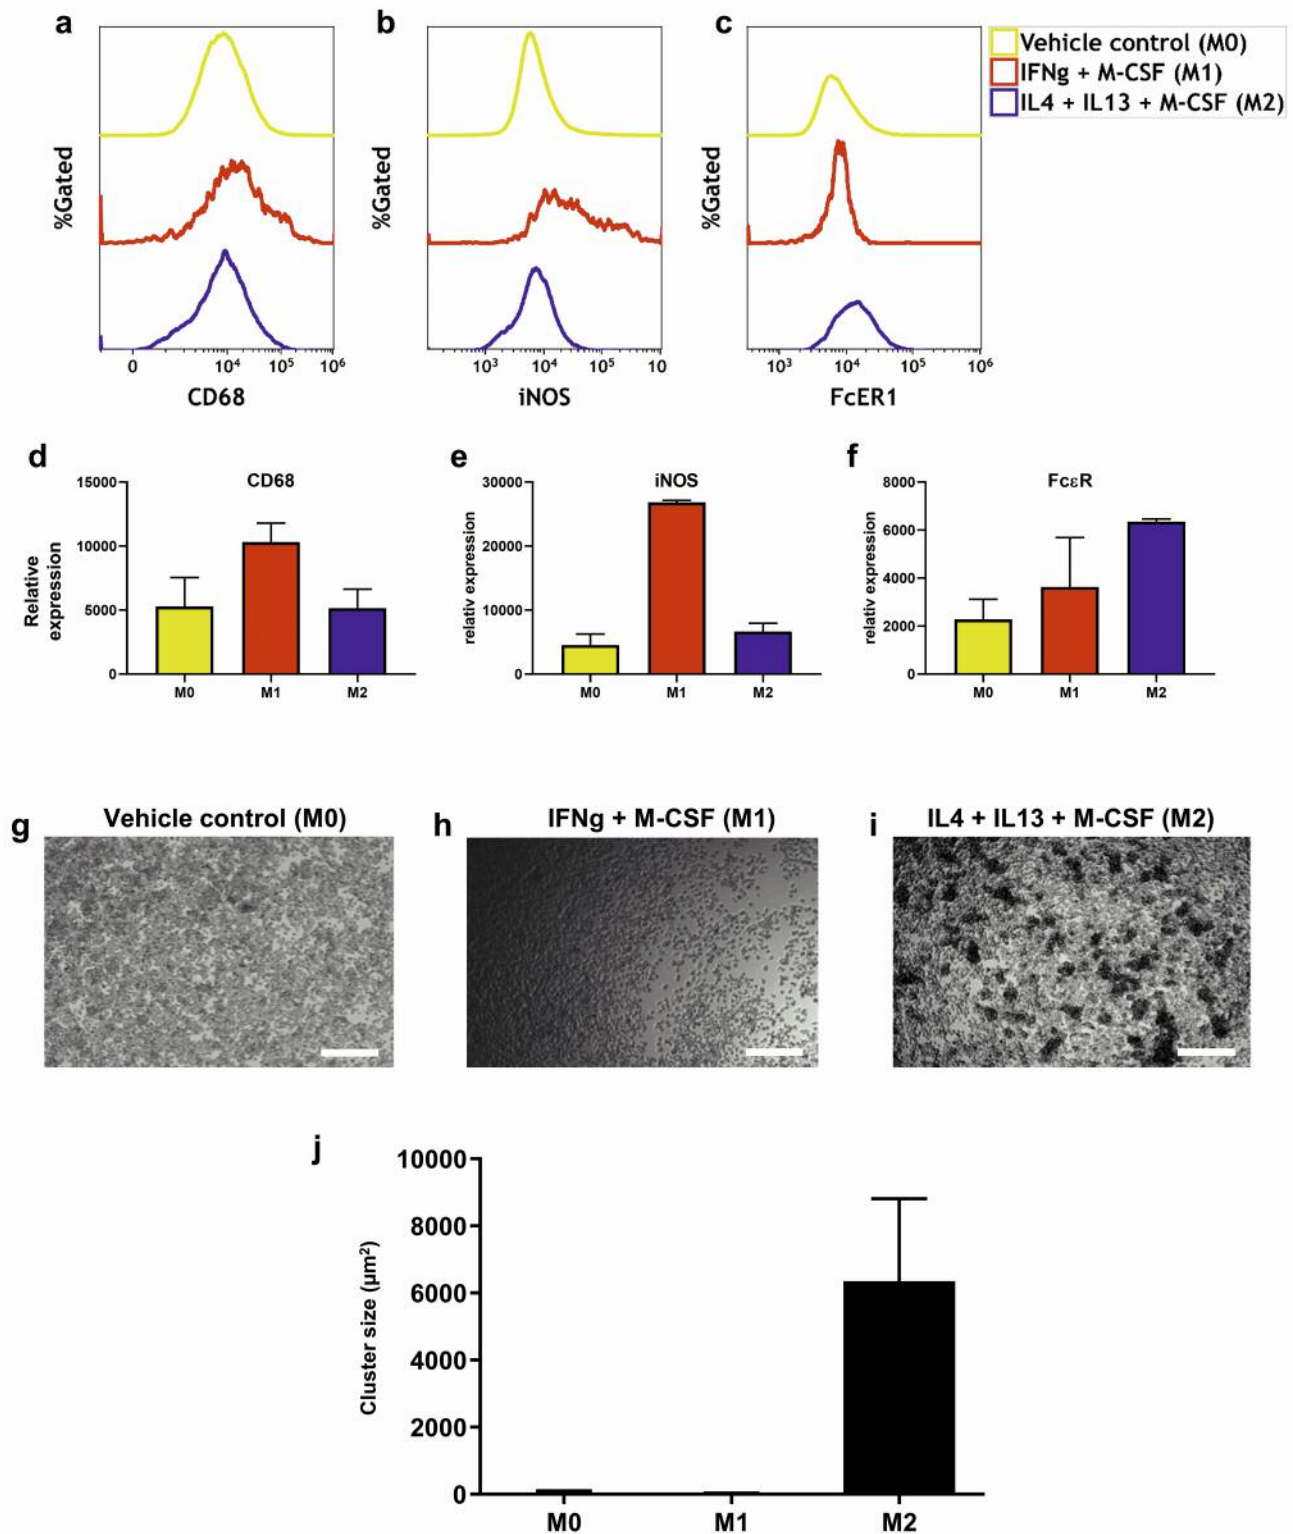 a
b
c
Vehicle control (M0)
IFNg + M-CSF (M1)
IL4 + IL13 + M-CSF (M2)
%Gated
%Gated
%Gated
0 10⁴ 10⁵ 10⁶
10³ 10⁴ 10⁵ 10
10³ 10⁴ 10⁵ 10⁶
CD68
iNOS
FcER1
d
e
f
CD68
iNOS
FcεR
Relative
expression
15000
10000
5000
0
M0 M1 M2
relative expression
30000
20000
10000
0
M0 M1 M2
relativ expression
8000
6000
4000
2000
0
M0 M1 M2
g
Vehicle control (M0)
h
IFNg + M-CSF (M1)
i
IL4 + IL13 + M-CSF (M2)
j
Cluster size (µm²)
10000
8000
6000
4000
2000
0
M0 M1 M2